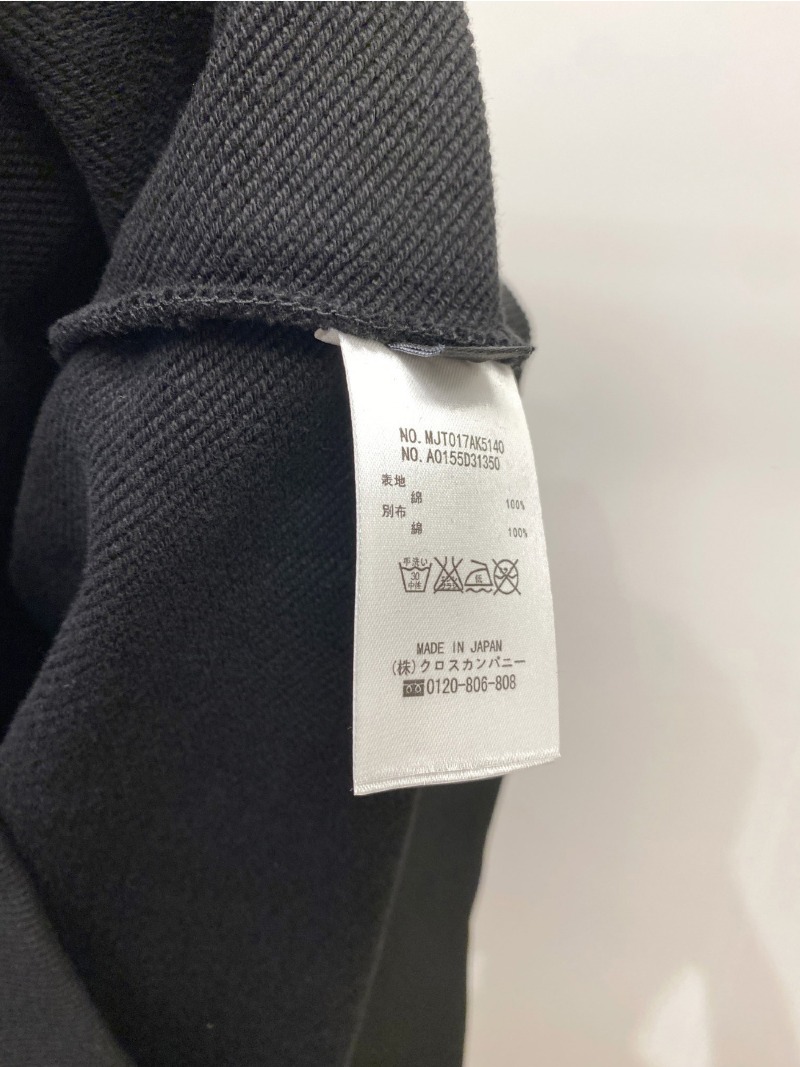 NO. MJT017AK5140
NO. A0155D31350
表地
綿 100%
別布
綿 100%
手洗い
30
中性
低
MADE IN JAPAN
(株)クロスカンパニー
0120-806-808